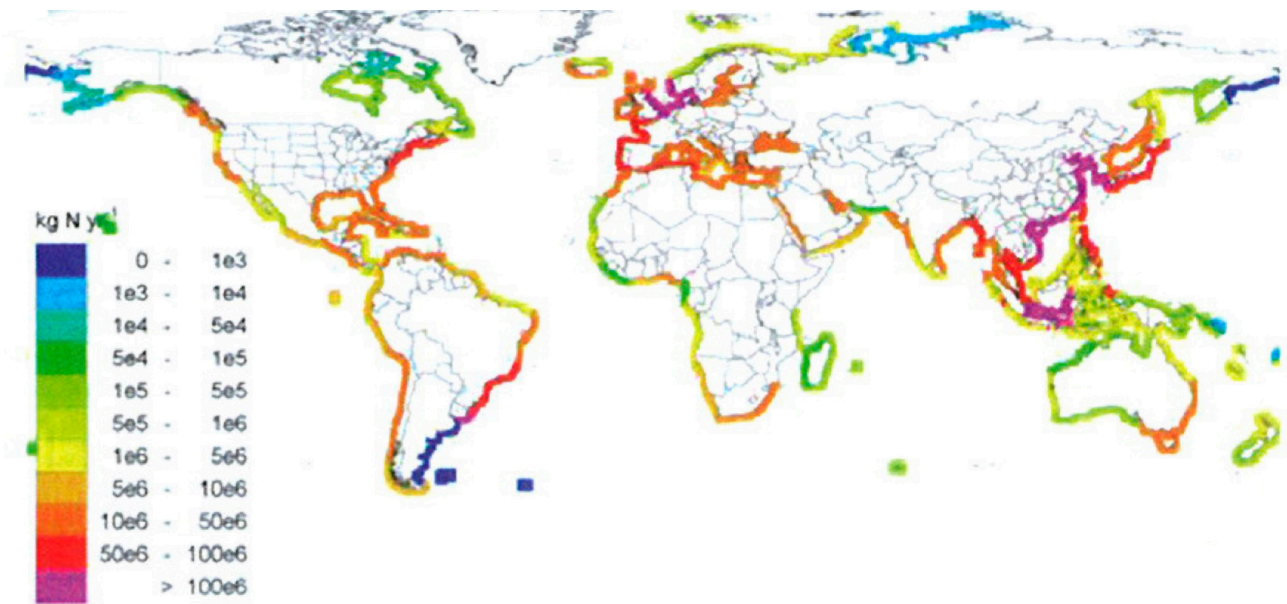 kg N y
0 - 1e3
1e3 - 1e4
1e4 - 5e4
5e4 - 1e5
1e5 - 5e5
5e5 - 1e6
1e6 - 5e6
5e6 - 10e6
10e6 - 50e6
50e6 - 100e6
> 100e6